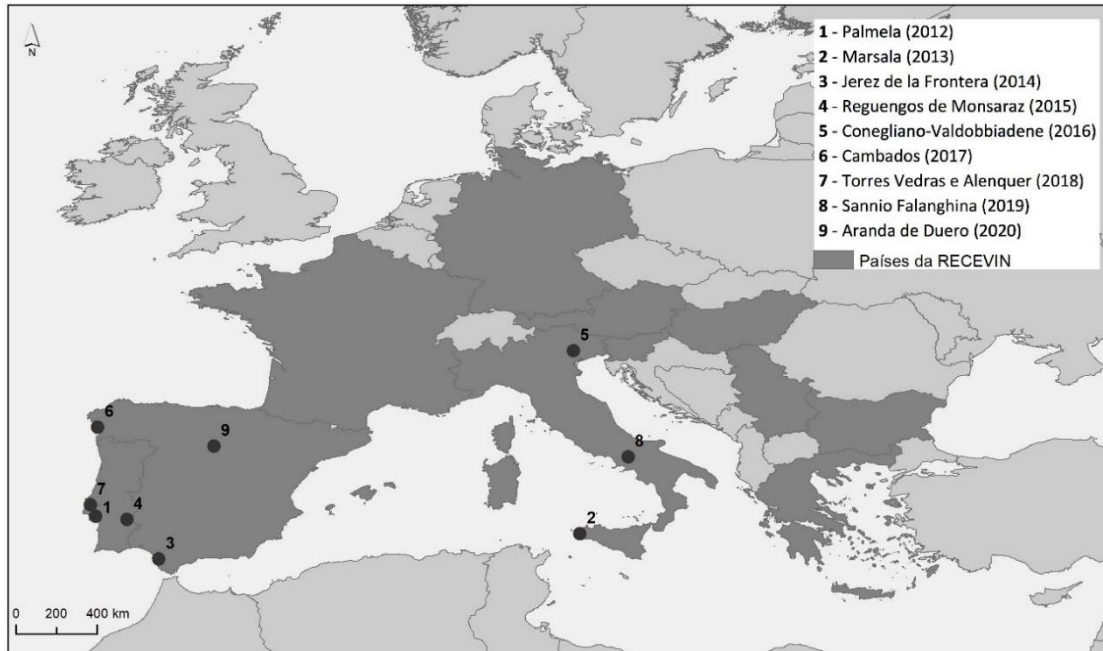 N
1 - Palmela (2012)
2 - Marsala (2013)
3 - Jerez de la Frontera (2014)
4 - Reguengos de Monsaraz (2015)
5 - Conegliano-Valdobbiadene (2016)
6 - Cambados (2017)
7 - Torres Vedras e Alenquer (2018)
8 - Sannio Falanghina (2019)
9 - Aranda de Duero (2020)
Países da RECEVIN
5
6
9
8
7
1
4
2
3
0 200 400 km